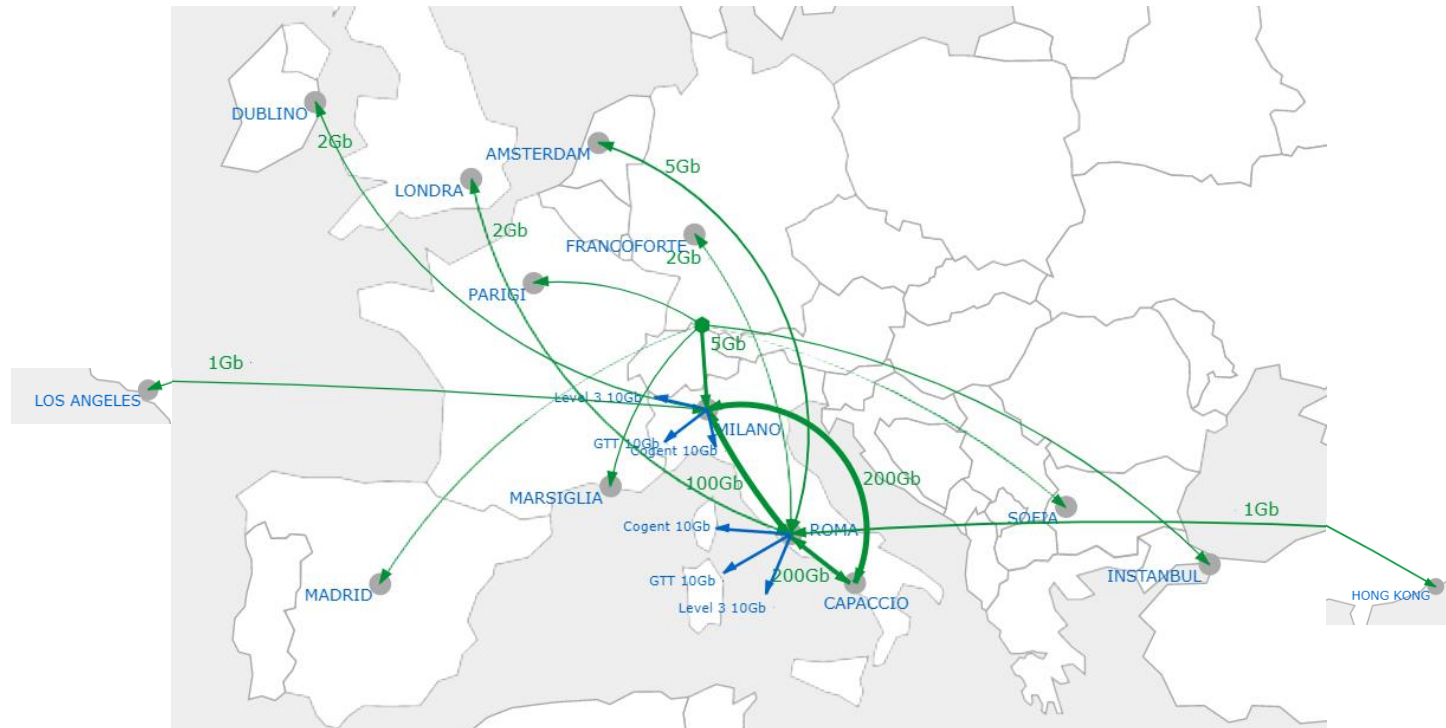 DUBLINO
2Gb
AMSTERDAM
5Gb
LONDRA
2Gb
FRANCOFORTE
2Gb
PARIGI
5Gb
1Gb
LOS ANGELES
Level 3 10Gb
MILANO
GTT 10Gb
Cogent 10Gb
200Gb
100Gb
MARSIGLIA
SOFIA
1Gb
Cogent 10Gb
ROMA
INSTANBUL
GTT 10Gb
200Gb
MADRID
CAPACCIO
HONG KONG
Level 3 10Gb